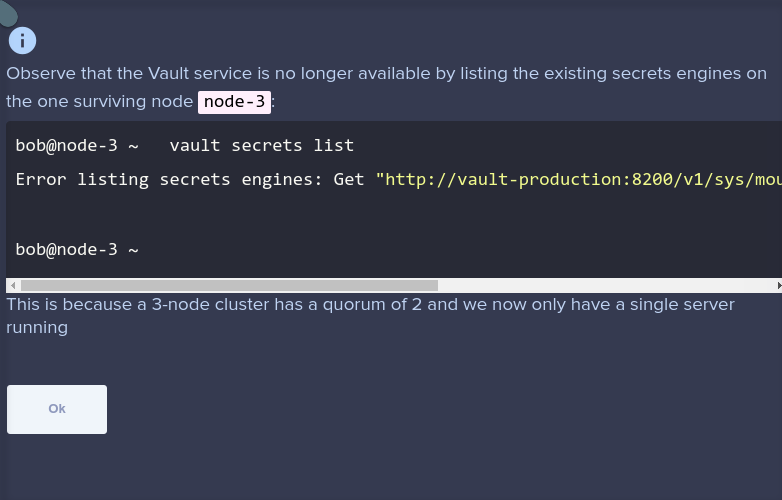 Observe that the Vault service is no longer available by listing the existing secrets engines on
the one surviving node node-3:
bob@node-3 ~   vault secrets list
Error listing secrets engines: Get "http://vault-production:8200/v1/sys/mou
bob@node-3 ~
This is because a 3-node cluster has a quorum of 2 and we now only have a single server
running
Ok